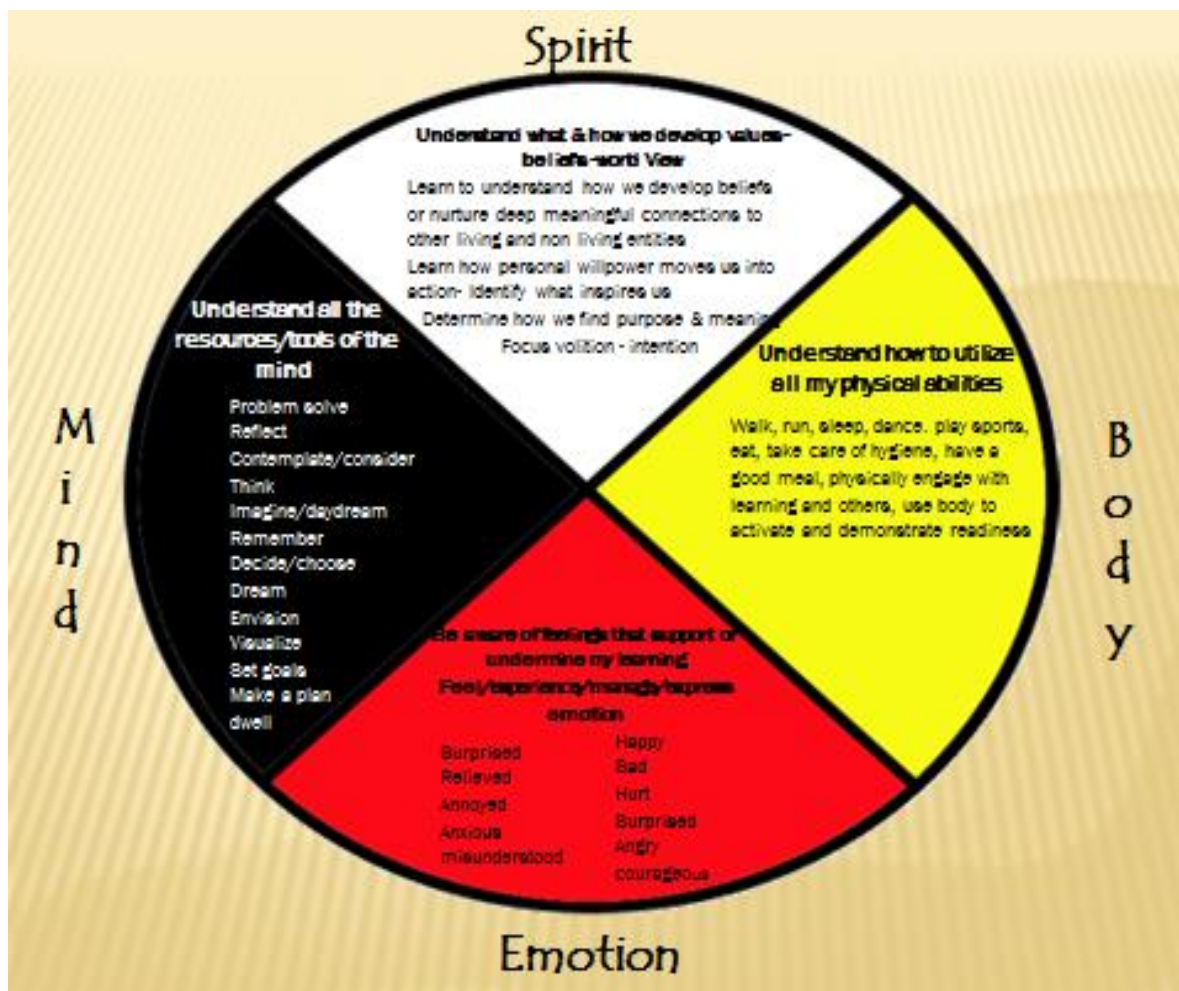 Spirit
Understand what & how we develop values-
beliefs-world View
Learn to understand how we develop beliefs
or nurture deep meaningful connections to
other living and non living entities
Learn how personal willpower moves us into
action- Identify what inspires us
Determine how we find purpose & meaning
Focus volition - intention
Mind
Understand all the
resources/tools of the
mind
Problem solve
Reflect
Contemplate/consider
Think
Imagine/daydream
Remember
Decide/choose
Dream
Envision
Visualize
Set goals
Make a plan
dwell
Understand how to utilize
all my physical abilities
Walk, run, sleep, dance. play sports,
eat, take care of hygiene, have a
good meal, physically engage with
learning and others, use body to
activate and demonstrate readiness
Body
Be aware of feelings that support or
undermine my learning
Feel/experience/manage/express
emotion
Surprised
Relieved
Annoyed
Anxious
misunderstood
Happy
Sad
Hurt
Surprised
Angry
courageous
Emotion